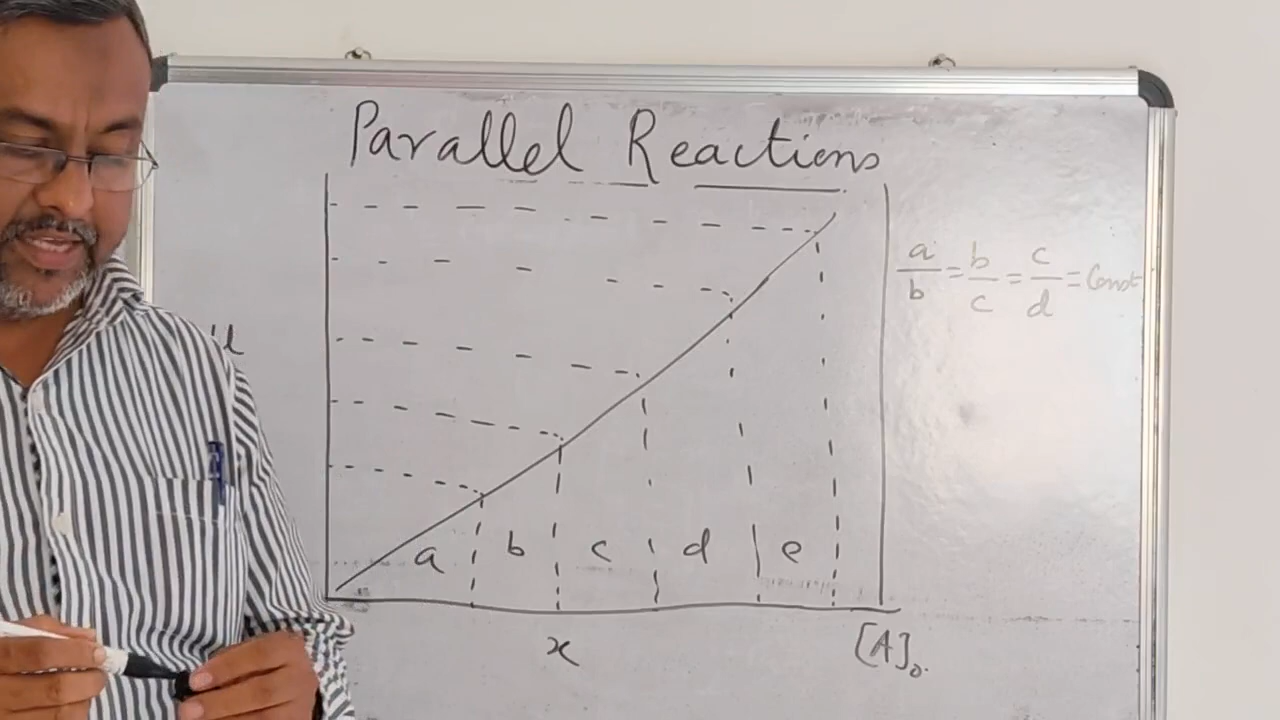 Parallel Reactions
a/b = b/c = c/d = Const
a b c d e
x [A]₀